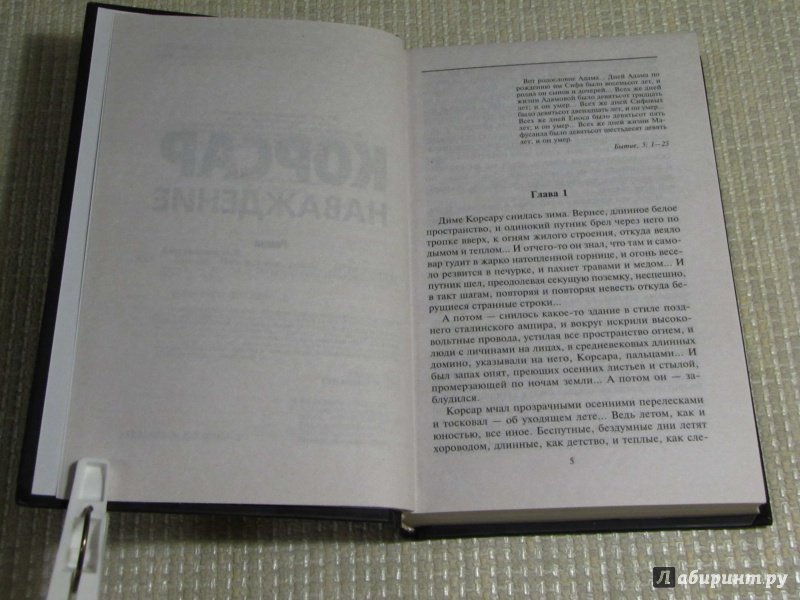 КОРСАР
НАВАЖДЕНИЕ
Вот родословие Адама... Дней Адама по
рождению им Сифа было восемьсот лет, и
родил он сынов и дочерей... Всех же дней
жизни Адамовой было девятьсот тридцать
лет; и он умер... Всех же дней Сифовых
было девятьсот двенадцать лет, и он умер...
Всех же дней Еноса было девятьсот пять
лет; и он умер... Всех же дней жизни Ма-
фусаила было девятьсот шестьдесят девять
лет; и он умер.
Бытие, 5: 1—25
Глава 1
Диме Корсару снилась зима. Вернее, длинное белое
пространство, и одинокий путник брел через него по
тропке вверх, к огням жилого строения, откуда веяло
дымом и теплом... И отчего-то он знал, что там и само-
вар гудит в жарко натопленной горнице, и огонь весе-
ло резвится в печурке, и пахнет травами и медом... И
путник шел, преодолевая секущую поземку, неспешно,
в такт шагам, повторяя и повторяя невесть откуда бе-
рущиеся странные строки...
А потом — снилось какое-то здание в стиле позд-
него сталинского ампира, и вокруг искрили высоко-
вольтные провода, устилая все пространство огнем, и
люди с личинами на лицах, в средневековых длинных
домино, указывали на него, Корсара, пальцами... И
был запах опят, преющих осенних листьев и стылой,
промерзающей по ночам земли... А потом он — за-
блудился.
Корсар мчал прозрачными осенними перелесками
и тосковал — об уходящем лете... Ведь летом, как и
юностью, все иное. Беспутные, бездумные дни летят
хороводом, длинные, как детство, и теплые, как сле-
5
Лабиринт.ру